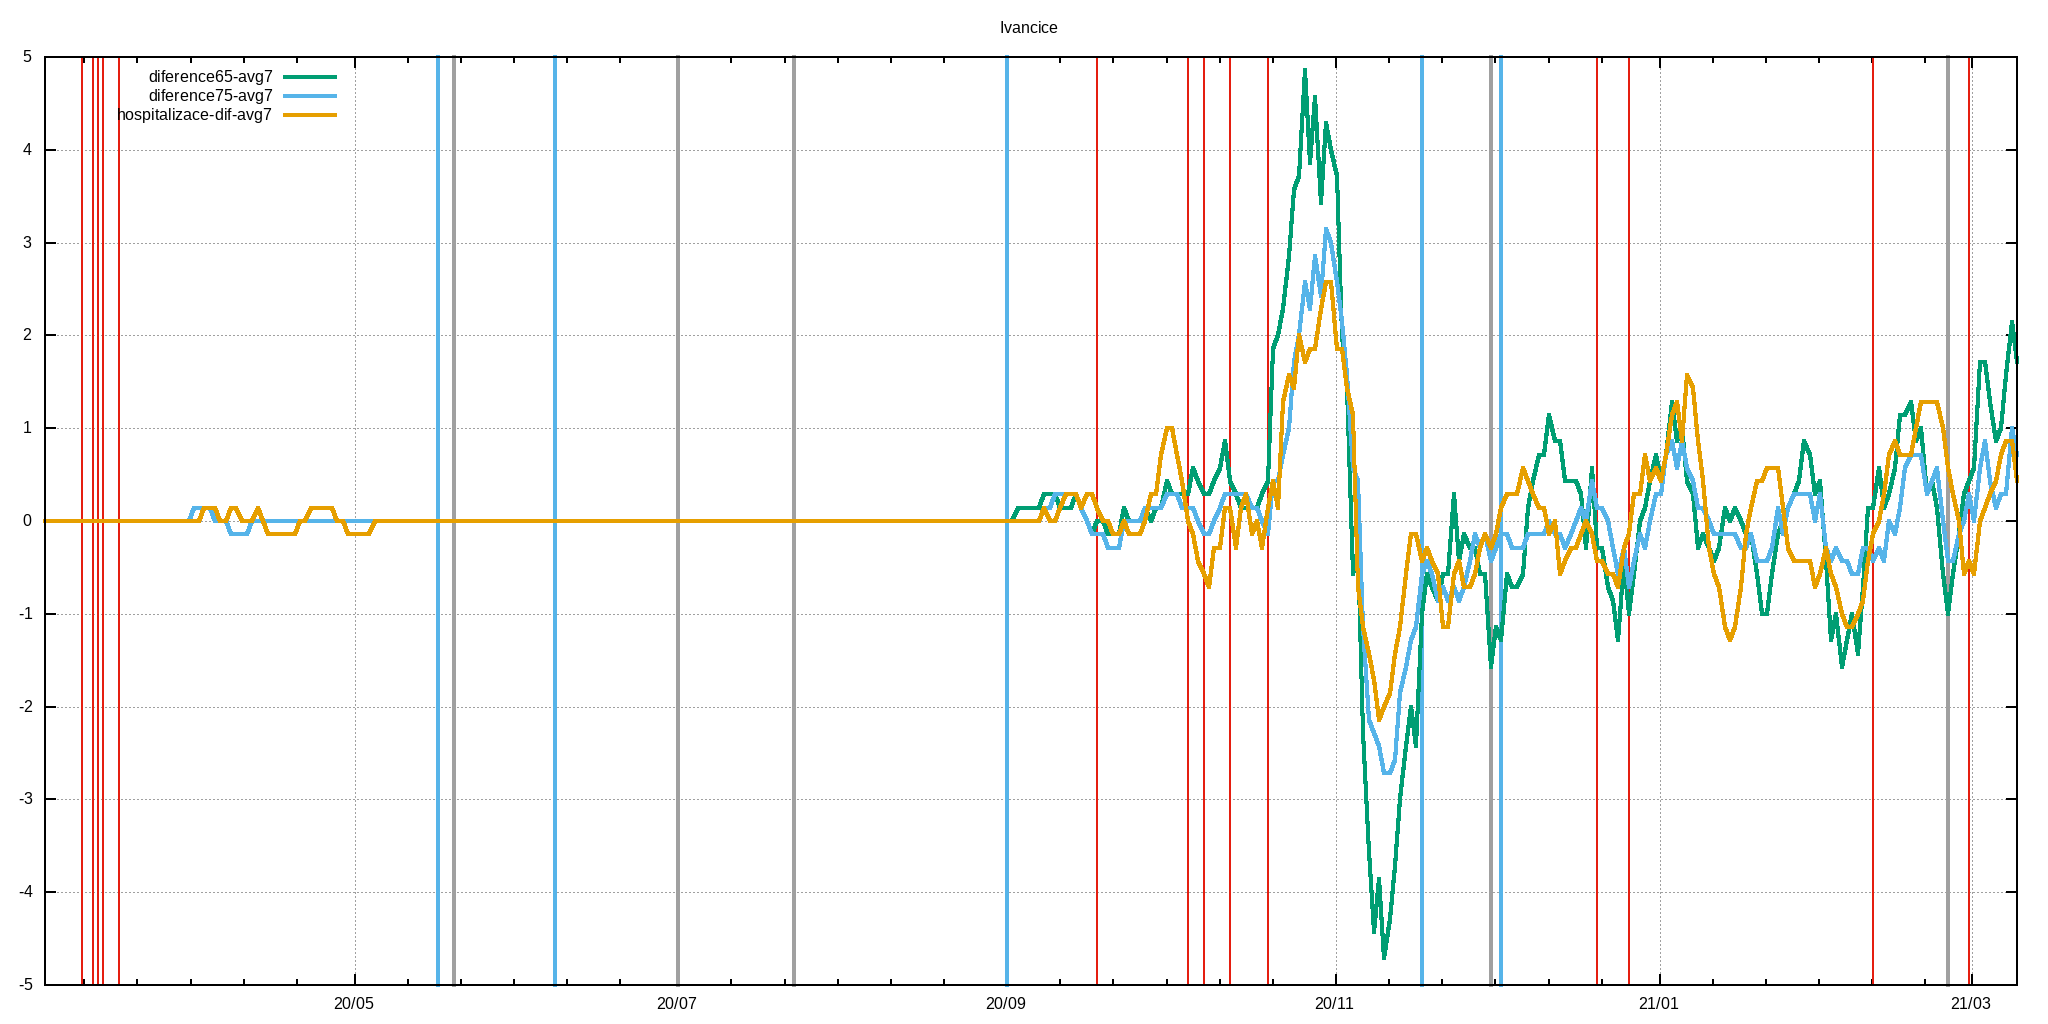 Ivancice
diference65-avg7
diference75-avg7
hospitalizace-dif-avg7
5
4
3
2
1
0
-1
-2
-3
-4
-5
20/05 20/07 20/09 20/11 21/01 21/03